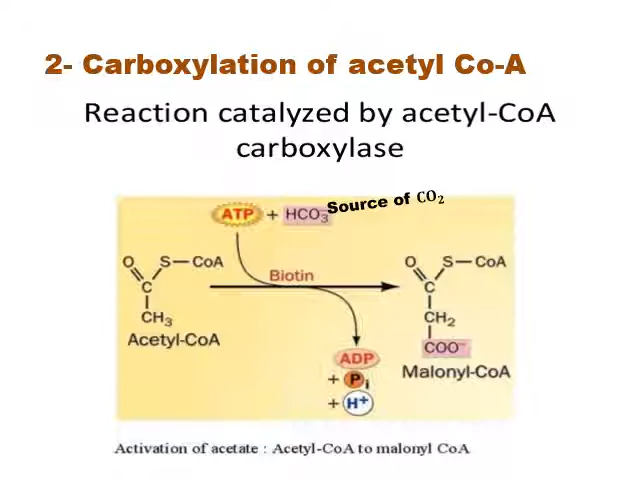 2- Carboxylation of acetyl Co-A
Reaction catalyzed by acetyl-CoA
carboxylase
ATP + HCO₃ Source of CO₂
O S—CoA
C
CH₃
Acetyl-CoA
Biotin
O S—CoA
C
CH₂
COO⁻
Malonyl-CoA
ADP
+ Pi
+ H⁺
Activation of acetate : Acetyl-CoA to malonyl CoA